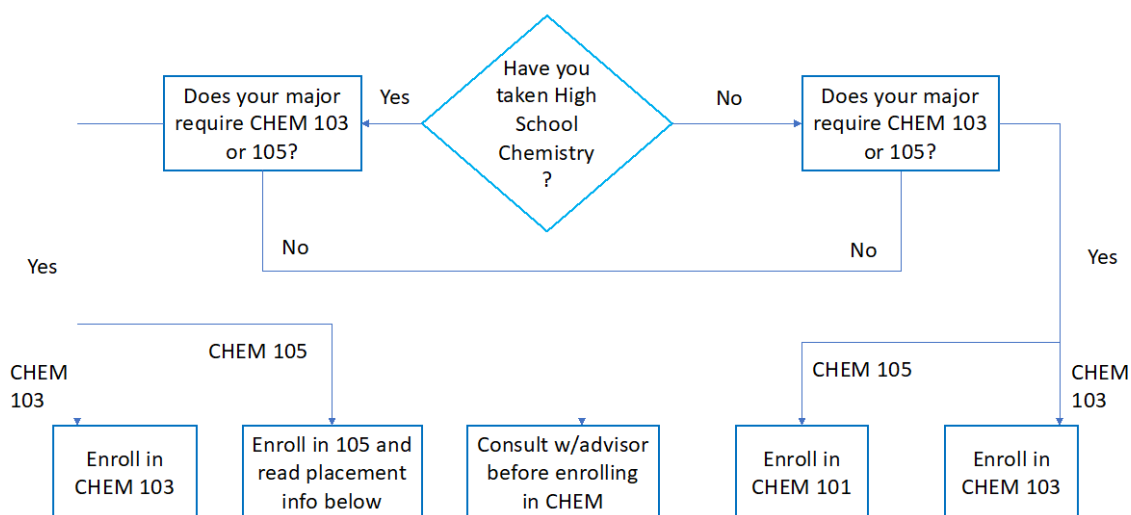 Have you
taken High
School
Chemistry
?
Yes
No
Does your major
require CHEM 103
or 105?
Does your major
require CHEM 103
or 105?
No
No
Yes
Yes
CHEM 105
CHEM
103
CHEM 105
CHEM
103
Enroll in
CHEM 103
Enroll in 105 and
read placement
info below
Consult w/advisor
before enrolling
in CHEM
Enroll in
CHEM 101
Enroll in
CHEM 103